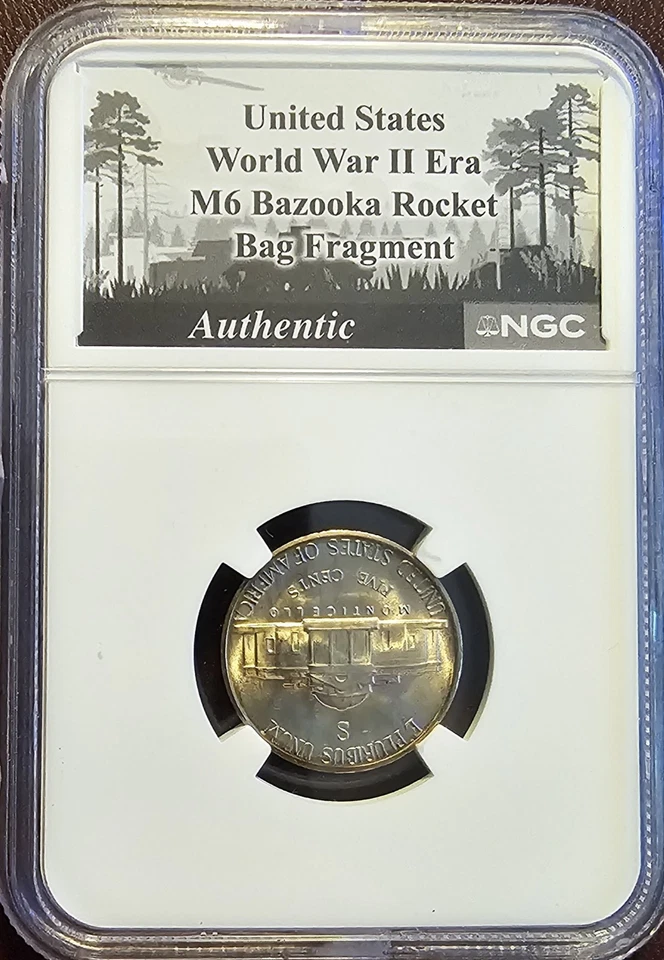 United States
World War II Era
M6 Bazooka Rocket
Bag Fragment
Authentic
NGC
UNITED STATES OF AMERICA
FIVE CENTS
MONTICELLO
S
E PLURIBUS UNUM